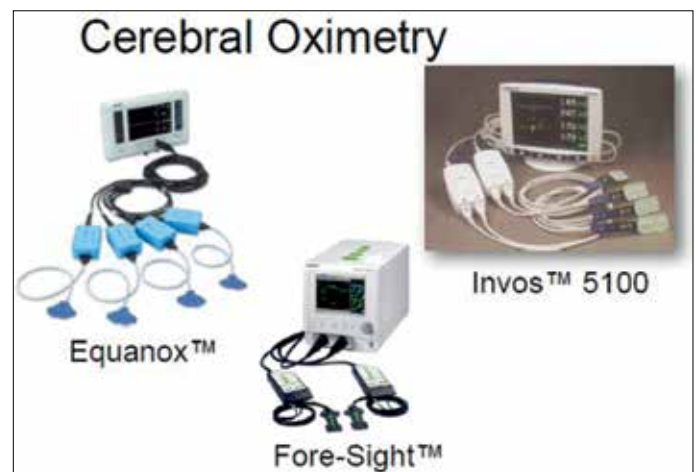 Cerebral Oximetry
Invos™ 5100
Equanox™
Fore-Sight™